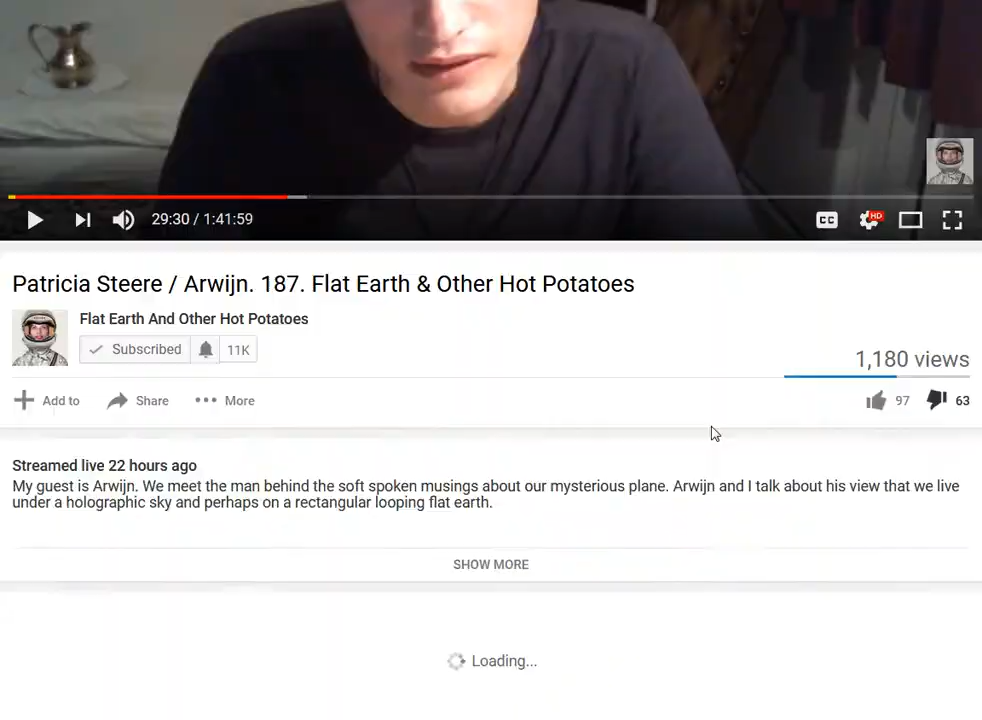 CC HD
29:30 / 1:41:59
Patricia Steere / Arwijn. 187. Flat Earth & Other Hot Potatoes
Flat Earth And Other Hot Potatoes
Subscribed 11K
1,180 views
Add to Share More 97 63
Streamed live 22 hours ago
My guest is Arwijn. We meet the man behind the soft spoken musings about our mysterious plane. Arwijn and I talk about his view that we live
under a holographic sky and perhaps on a rectangular looping flat earth.
SHOW MORE
Loading...